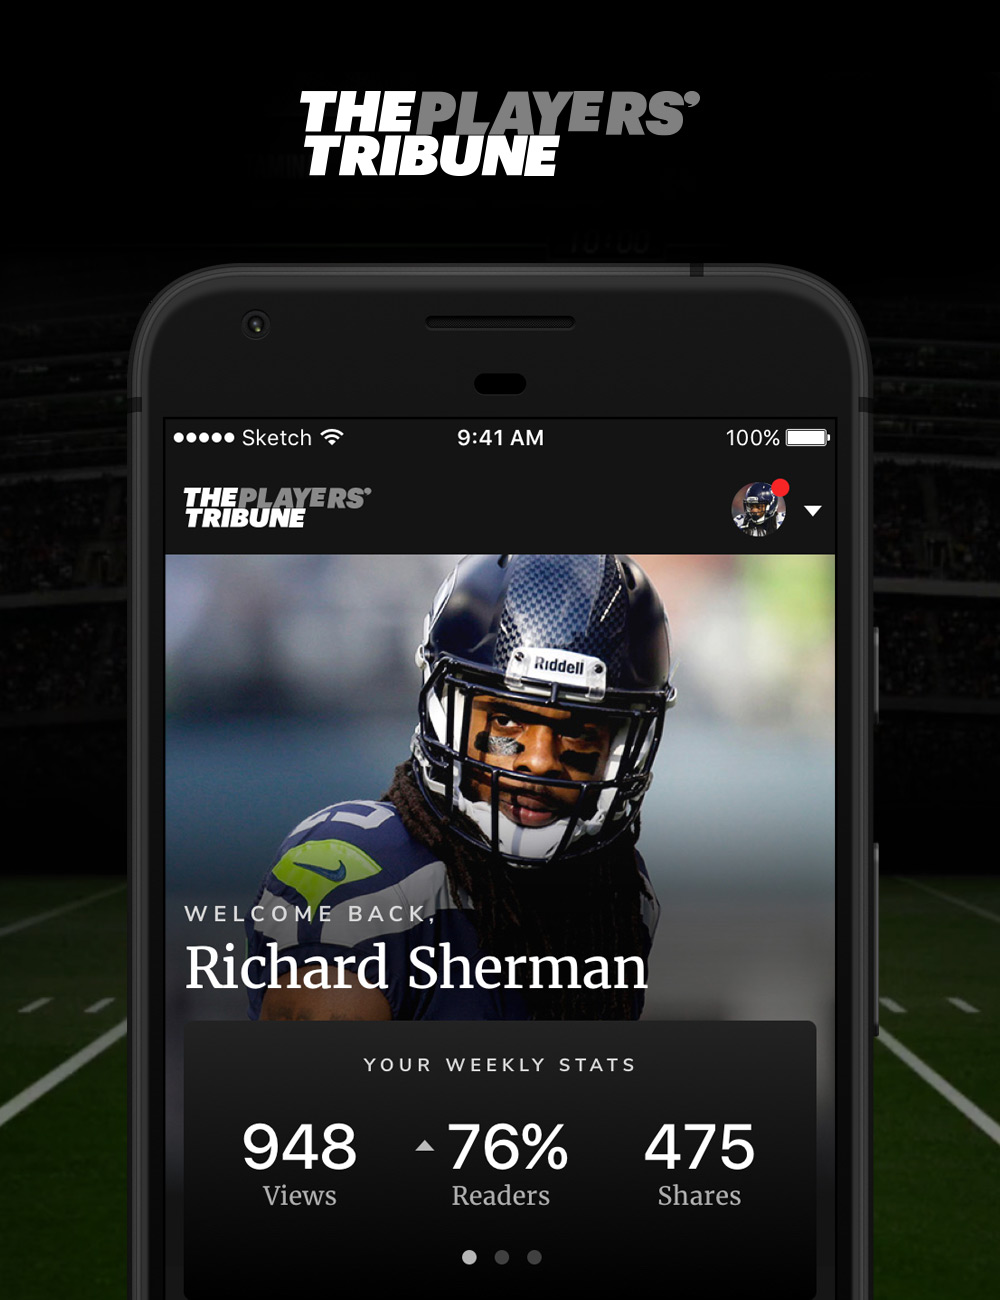 THE PLAYERS'
TRIBUNE
Sketch 9:41 AM 100%
THE PLAYERS'
TRIBUNE
Riddell
WELCOME BACK,
Richard Sherman
YOUR WEEKLY STATS
948 76% 475
Views Readers Shares